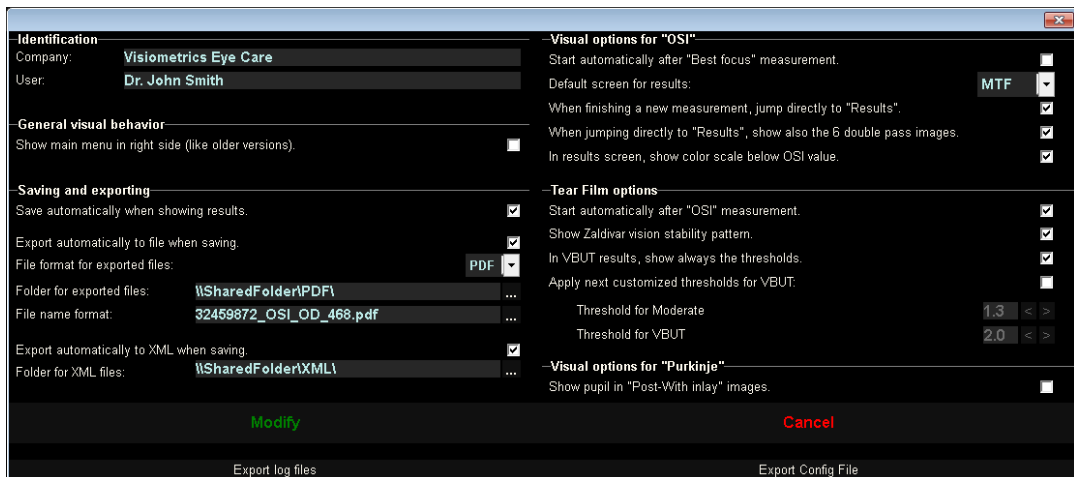 Identification
Company: Visiometrics Eye Care
User: Dr. John Smith
General visual behavior
Show main menu in right side (like older versions).
Saving and exporting
Save automatically when showing results.
Export automatically to file when saving.
File format for exported files: PDF
Folder for exported files: \\SharedFolder\PDF\ ...
File name format: 32459872_OSI_OD_468.pdf ...
Export automatically to XML when saving.
Folder for XML files: \\SharedFolder\XML\ ...
Visual options for "OSI"
Start automatically after "Best focus" measurement.
Default screen for results: MTF
When finishing a new measurement, jump directly to "Results".
When jumping directly to "Results", show also the 6 double pass images.
In results screen, show color scale below OSI value.
Tear Film options
Start automatically after "OSI" measurement.
Show Zaldivar vision stability pattern.
In VBUT results, show always the thresholds.
Apply next customized thresholds for VBUT:
Threshold for Moderate 1.3 < >
Threshold for VBUT 2.0 < >
Visual options for "Purkinje"
Show pupil in "Post-With inlay" images.
Modify
Cancel
Export log files
Export Config File